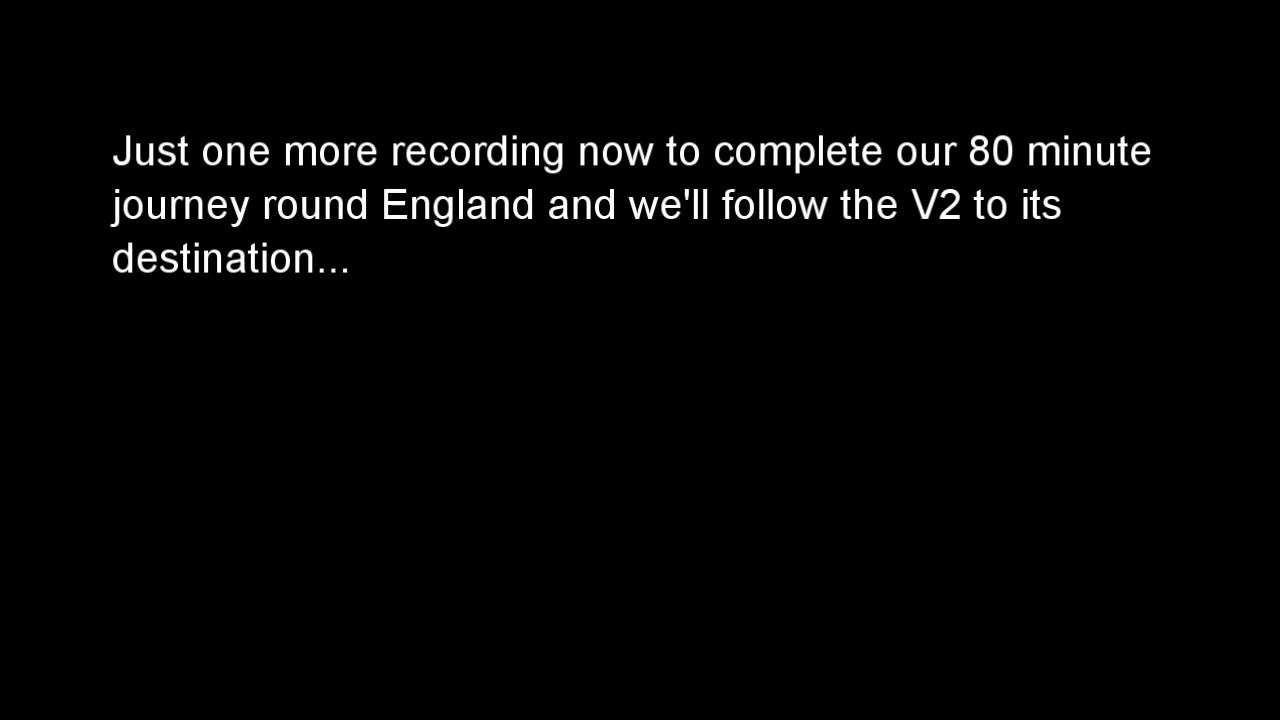 Just one more recording now to complete our 80 minute
journey round England and we'll follow the V2 to its
destination...